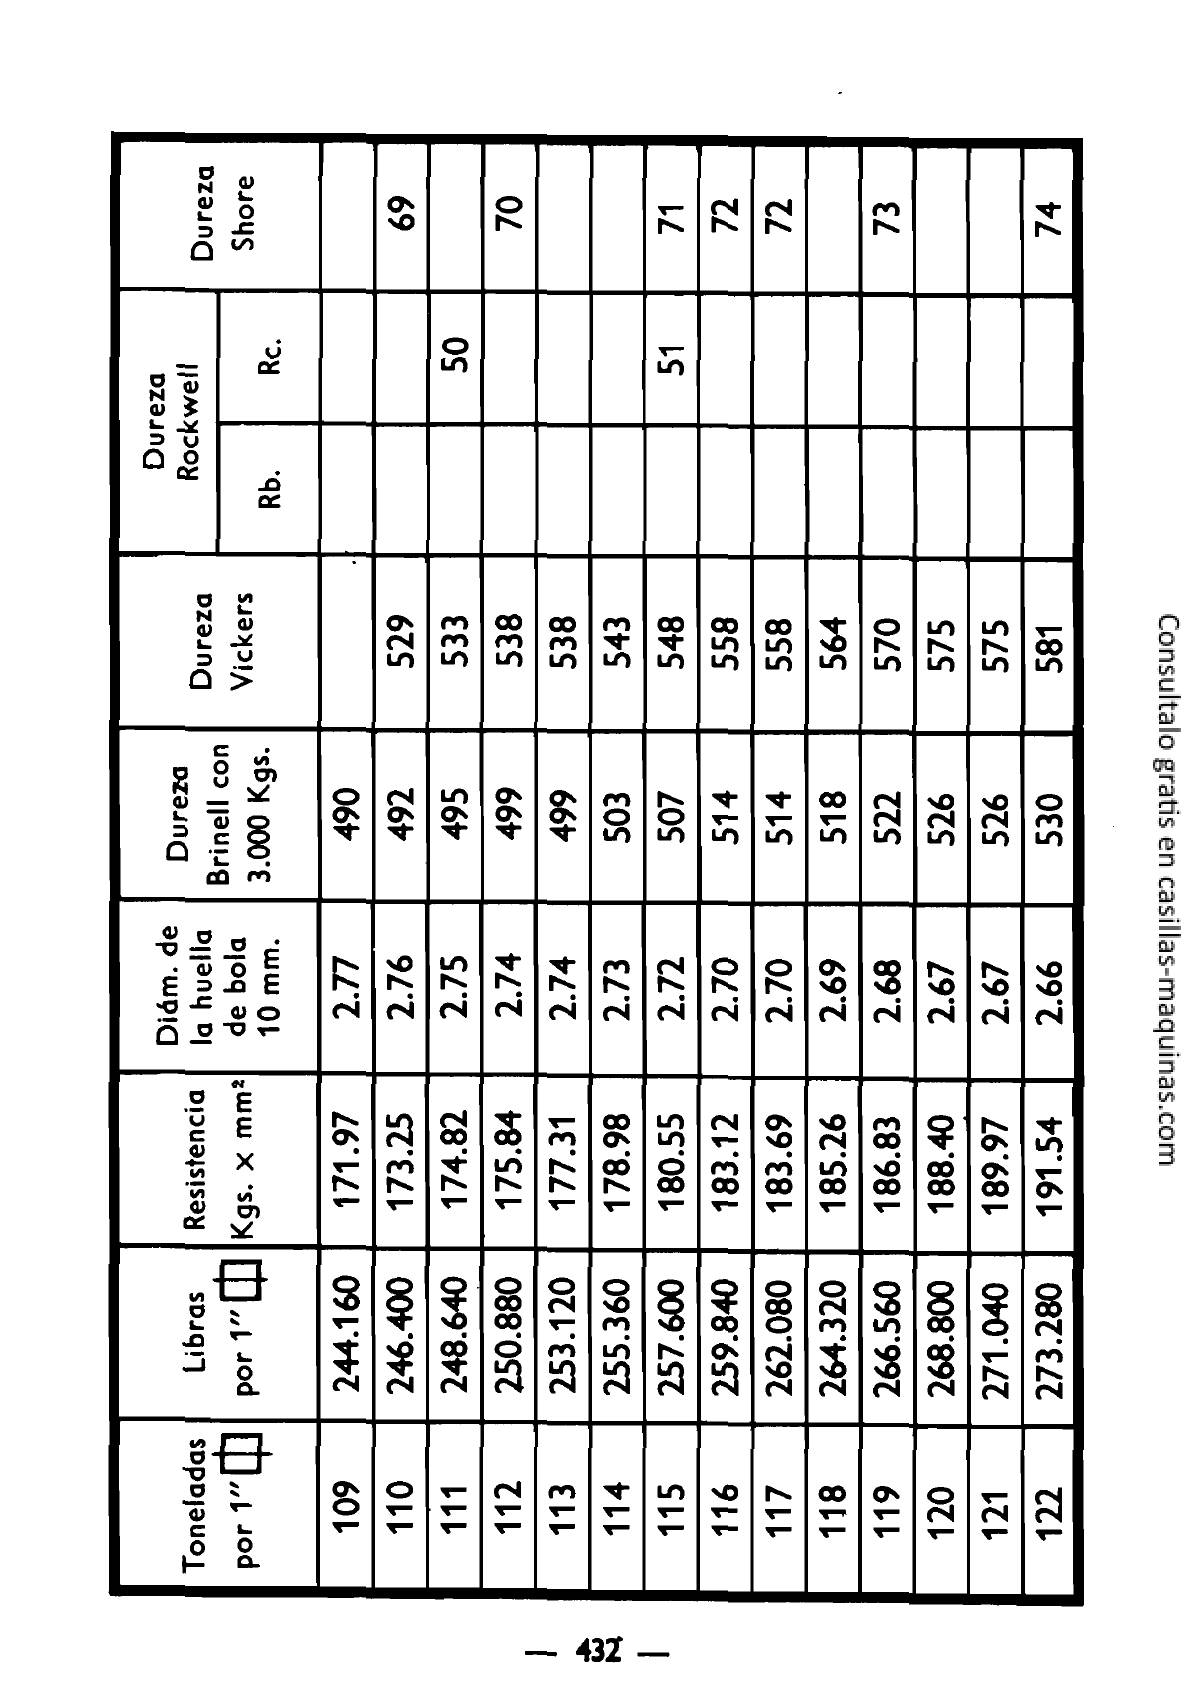 Toneladas por 1" | Libras por 1" | Resistencia Kgs. x mm² | Diám. de la huella de bola 10 mm. | Dureza Brinell con 3.000 Kgs. | Dureza Vickers | Dureza Rockwell Rb. | Rc. | Dureza Shore
109 | 244.160 | 171.97 | 2.77 | 490 | | | |
110 | 246.400 | 173.25 | 2.76 | 492 | 529 | | | 69
111 | 248.640 | 174.82 | 2.75 | 495 | 533 | | 50 |
112 | 250.880 | 175.84 | 2.74 | 499 | 538 | | | 70
113 | 253.120 | 177.31 | 2.74 | 499 | 538 | | |
114 | 255.360 | 178.98 | 2.73 | 503 | 543 | | |
115 | 257.600 | 180.55 | 2.72 | 507 | 548 | | 51 | 71
116 | 259.840 | 183.12 | 2.70 | 514 | 558 | | | 72
117 | 262.080 | 183.69 | 2.70 | 514 | 558 | | | 72
118 | 264.320 | 185.26 | 2.69 | 518 | 564 | | |
119 | 266.560 | 186.83 | 2.68 | 522 | 570 | | | 73
120 | 268.800 | 188.40 | 2.67 | 526 | 575 | | |
121 | 271.040 | 189.97 | 2.67 | 526 | 575 | | |
122 | 273.280 | 191.54 | 2.66 | 530 | 581 | | | 74
— 432 —
Consultalo gratis en casillas-maquinas.com